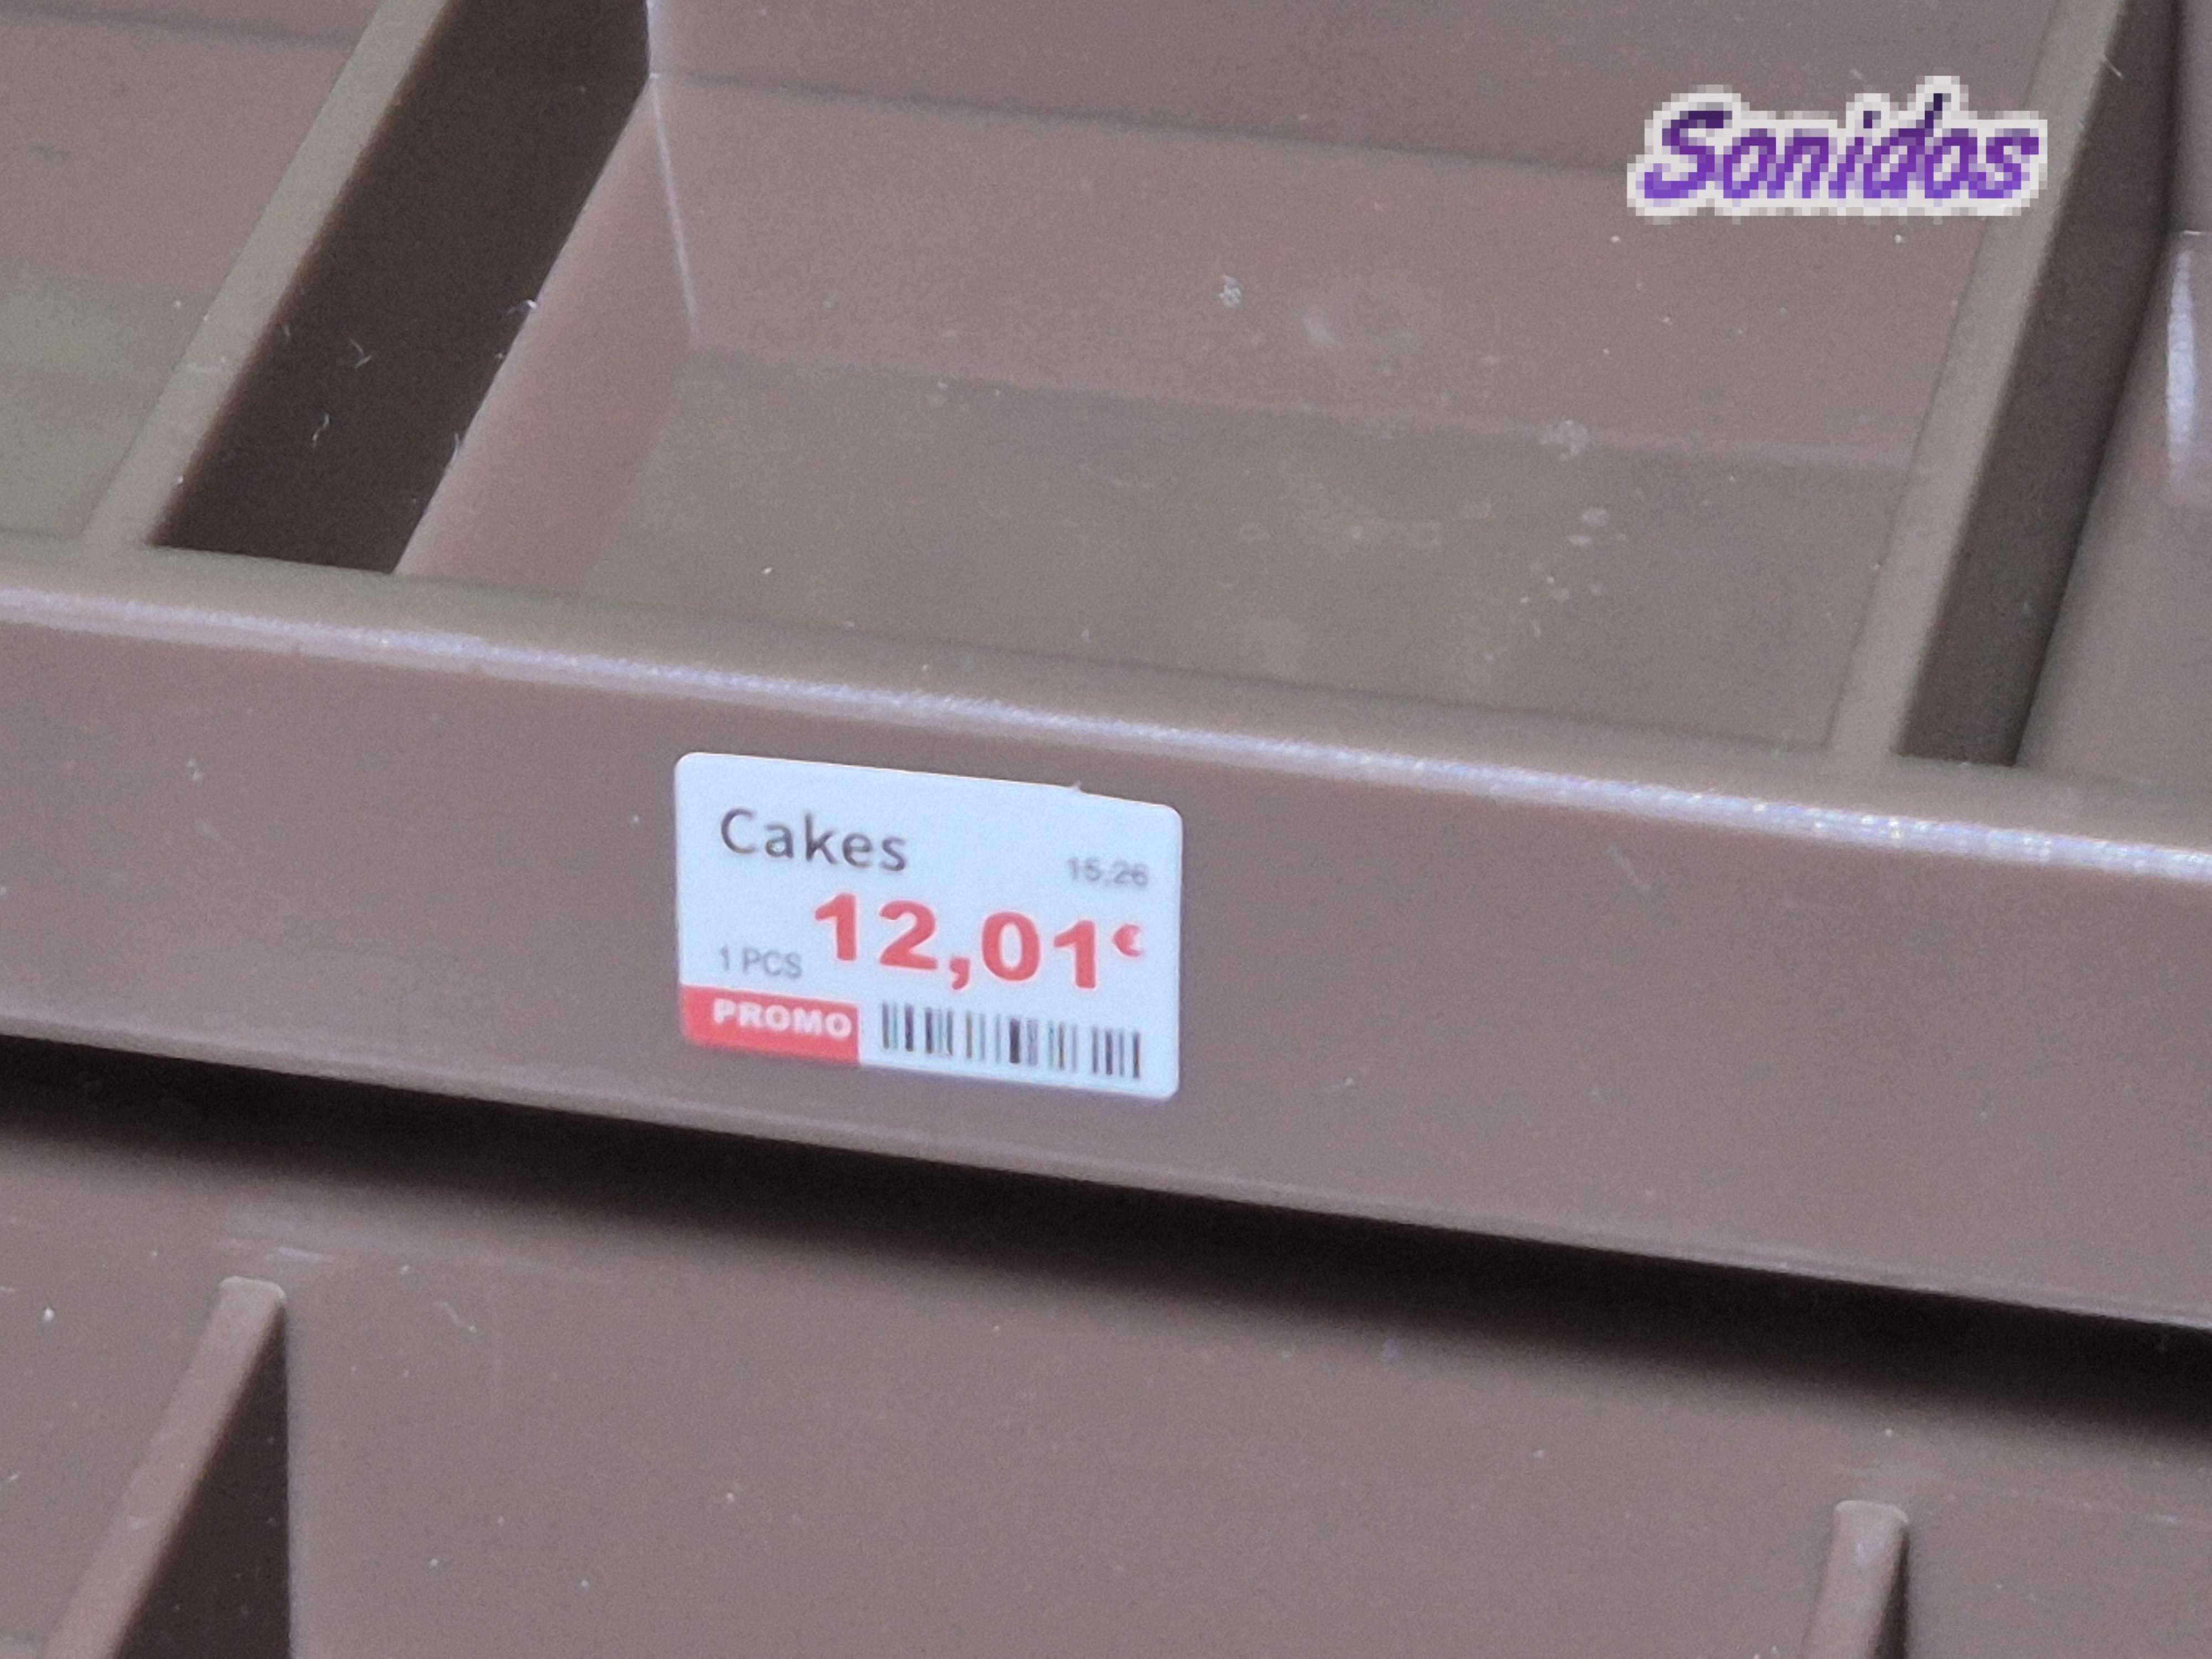 Sonidos
Cakes
15,26
12,01€
1 PCS
PROMO